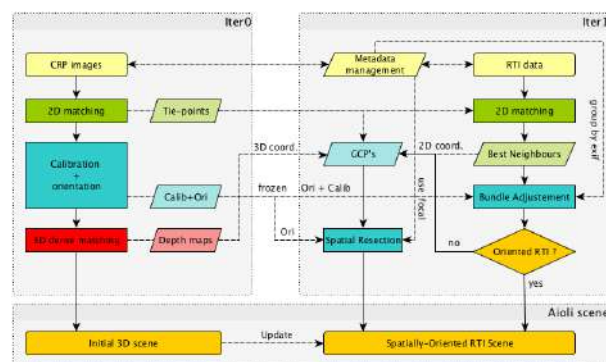 Iter0
Iter1
CRP images
Metadata
management
RTI data
2D matching
Tie-points
2D matching
group by exif
Calibration
+
orientation
3D coord.
GCP's
2D coord.
Best Neighbours
Calib+Ori
frozen
Ori + Calib
use focal
Bundle Adjustement
3D dense matching
Depth maps
Ori
Spatial Resection
no
Oriented RTI ?
yes
Aioli scene
Initial 3D scene
Update
Spatially-Oriented RTI Scene